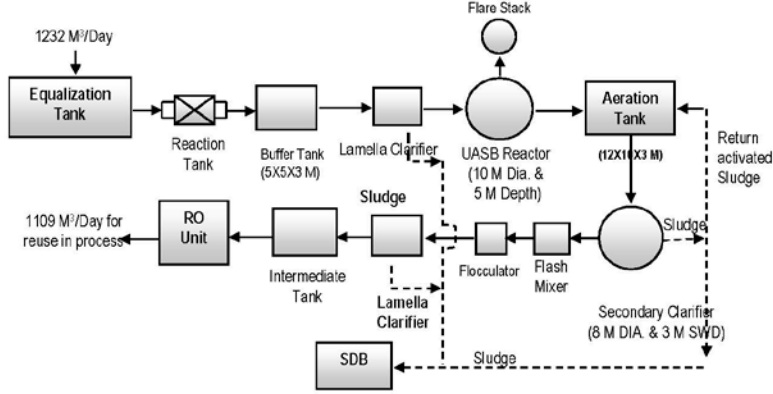 Flare Stack
1232 M³/Day
Equalization
Tank
Reaction
Tank
Buffer Tank
(5X5X3 M)
Lamella Clarifier
UASB Reactor
(10 M Dia. &
5 M Depth)
Aeration
Tank
(12X10X3 M)
Return
activated
Sludge
1109 M³/Day for
reuse in process
RO
Unit
Intermediate
Tank
Sludge
Lamella
Clarifier
Flocculator
Flash
Mixer
Sludge
Secondary Clarifier
(8 M DIA. & 3 M SWD)
SDB
Sludge